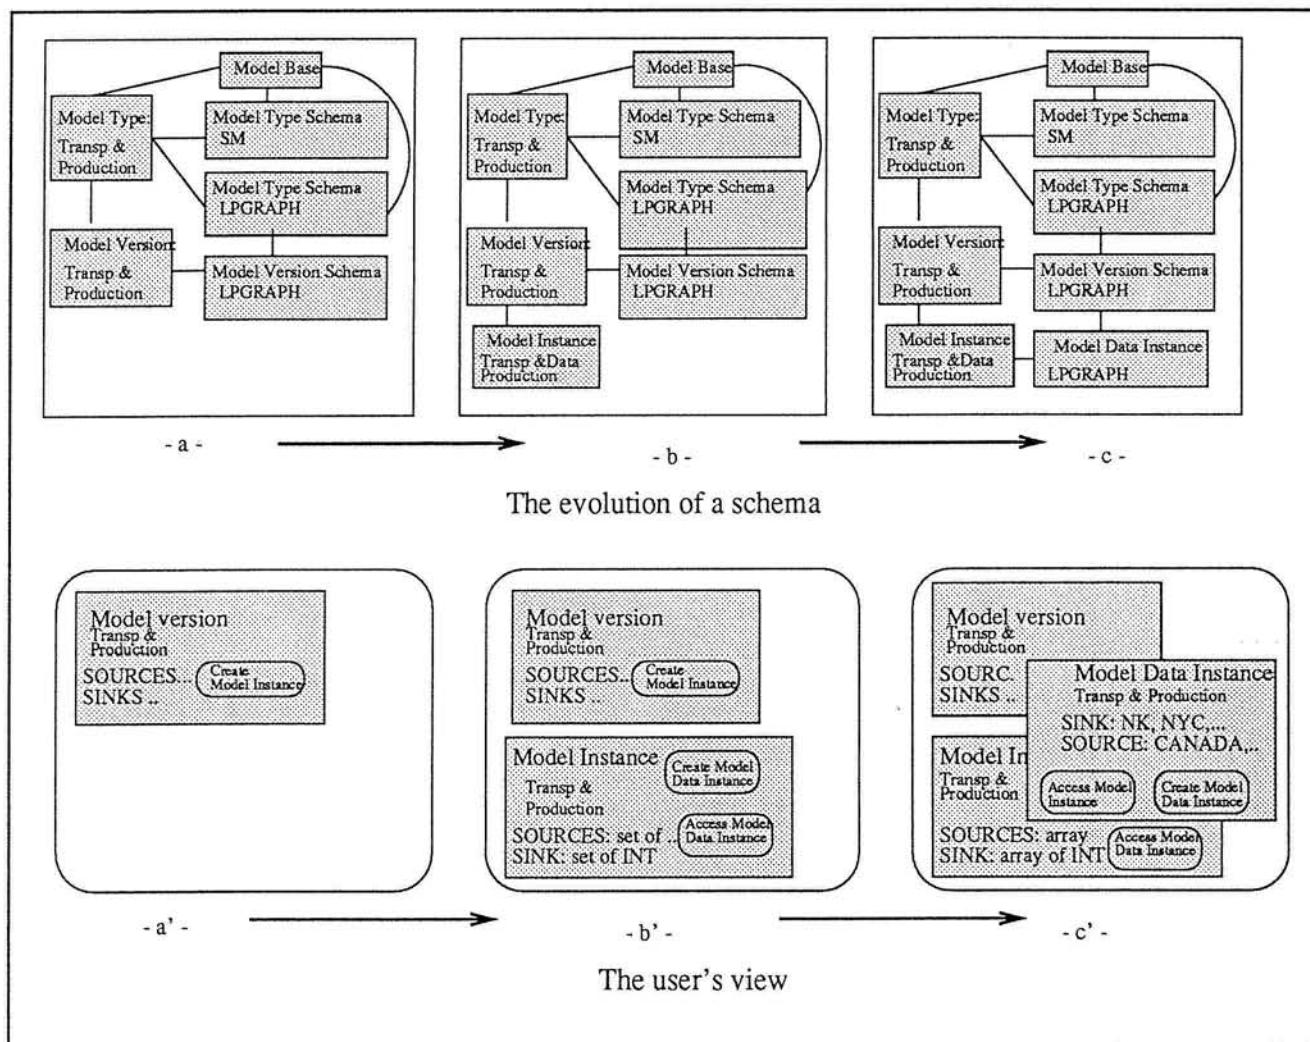 Model Base
Model Type:
Transp &
Production
Model Type Schema
SM
Model Type Schema
LPGRAPH
Model Version:
Transp &
Production
Model Version Schema
LPGRAPH
Model Base
Model Type:
Transp &
Production
Model Type Schema
SM
Model Type Schema
LPGRAPH
Model Version:
Transp &
Production
Model Version Schema
LPGRAPH
Model Instance
Transp &Data
Production
Model Base
Model Type:
Transp &
Production
Model Type Schema
SM
Model Type Schema
LPGRAPH
Model Version:
Transp &
Production
Model Version Schema
LPGRAPH
Model Instance
Transp &Data
Production
Model Data Instance
LPGRAPH
- a -
- b -
- c -
The evolution of a schema
Model version
Transp &
Production
SOURCES...
SINKS ..
Create
Model Instance
Model version
Transp &
Production
SOURCES..
SINKS ..
Create
Model Instance
Model Instance
Transp &
Production
SOURCES: set of ..
SINK: set of INT
Create Model
Data Instance
Access Model
Data Instance
Model version
Transp &
Production
SOURC.
SINKS ..
Model Data Instance
Transp & Production
SINK: NK, NYC,...
SOURCE: CANADA,..
Access Model
Instance
Create Model
Data Instance
Model In
Transp &
Production
SOURCES: array
SINK: array of INT
Access Model
Data Instance
- a' -
- b' -
- c' -
The user's view